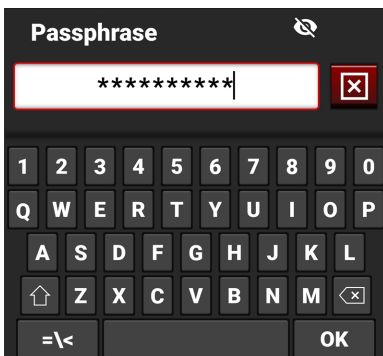 Passphrase
**********
1 2 3 4 5 6 7 8 9 0
Q W E R T Y U I O P
A S D F G H J K L
Z X C V B N M
=\< OK